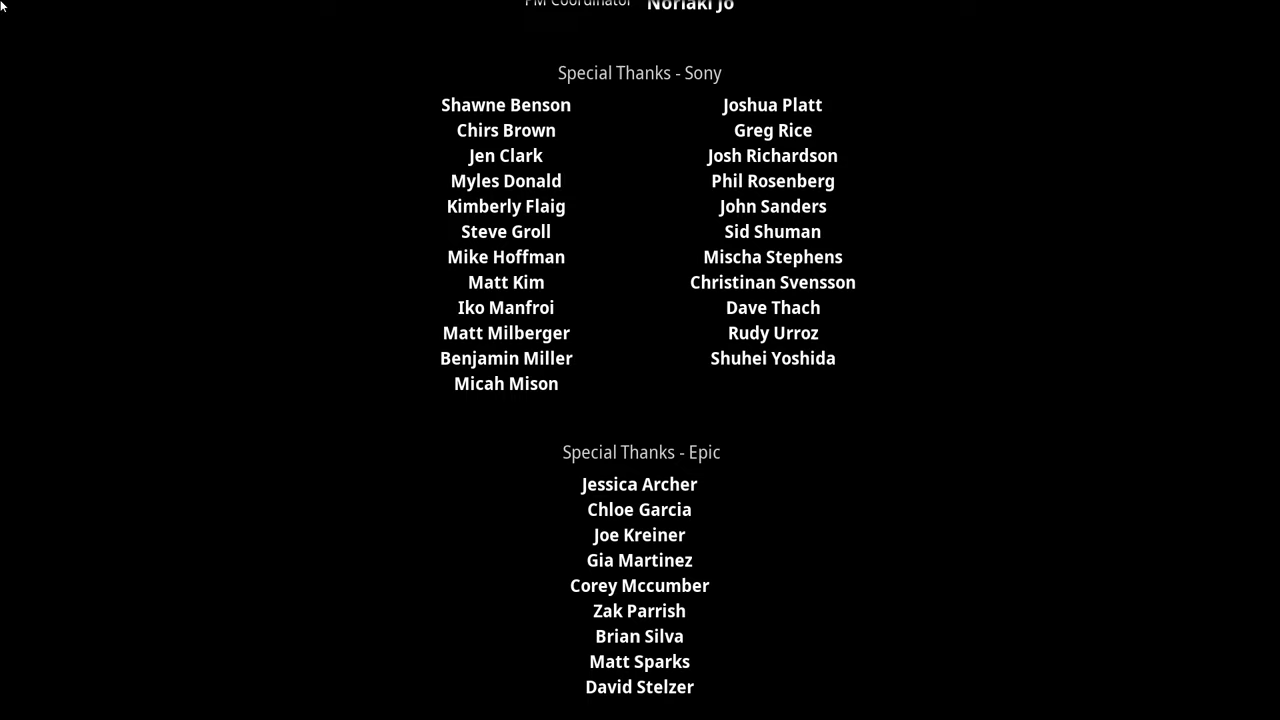 PM Coordinator Noriaki Jo
Special Thanks - Sony
Shawne Benson Joshua Platt
Chirs Brown Greg Rice
Jen Clark Josh Richardson
Myles Donald Phil Rosenberg
Kimberly Flaig John Sanders
Steve Groll Sid Shuman
Mike Hoffman Mischa Stephens
Matt Kim Christinan Svensson
Iko Manfroi Dave Thach
Matt Milberger Rudy Urroz
Benjamin Miller Shuhei Yoshida
Micah Mison
Special Thanks - Epic
Jessica Archer
Chloe Garcia
Joe Kreiner
Gia Martinez
Corey Mccumber
Zak Parrish
Brian Silva
Matt Sparks
David Stelzer